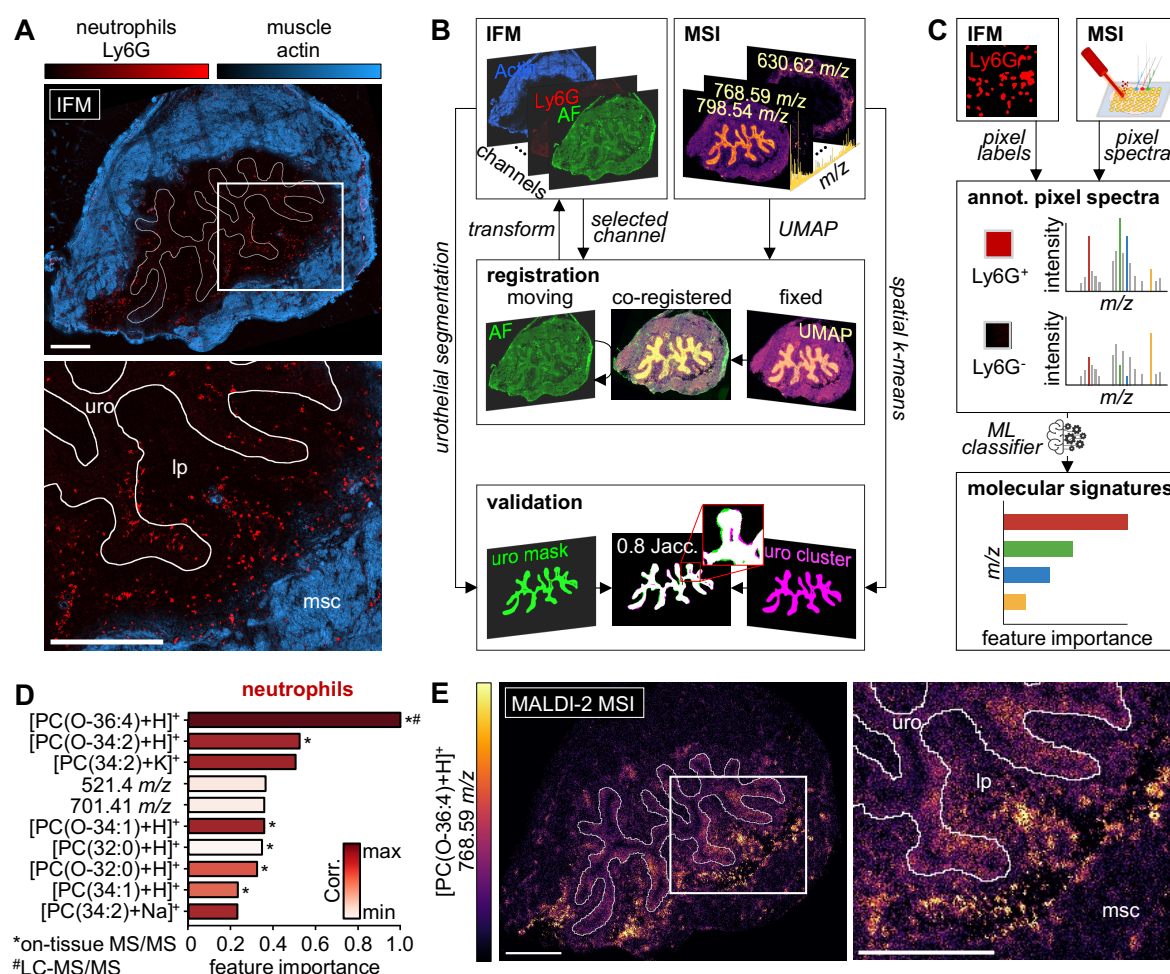 A
neutrophils
Ly6G
muscle
actin
IFM
uro
lp
msc
B
IFM
Actin
Ly6G
AF
channels
MSI
630.62 m/z
768.59 m/z
798.54 m/z
m/z
transform
selected
channel
UMAP
urothelial segmentation
spatial k-means
registration
moving
co-registered
fixed
AF
UMAP
validation
uro mask
0.8 Jacc.
uro cluster
C
IFM
Ly6G
MSI
pixel
labels
pixel
spectra
annot. pixel spectra
Ly6G⁺
intensity
m/z
Ly6G⁻
intensity
m/z
ML
classifier
molecular signatures
m/z
feature importance
D
neutrophils
[PC(O-36:4)+H]⁺
*#
[PC(O-34:2)+H]⁺
*
[PC(34:2)+K]⁺
521.4 m/z
701.41 m/z
[PC(O-34:1)+H]⁺
*
[PC(32:0)+H]⁺
*
[PC(O-32:0)+H]⁺
*
[PC(34:1)+H]⁺
*
[PC(34:2)+Na]⁺
Corr.
max
min
0 0.2 0.4 0.6 0.8 1.0
feature importance
*on-tissue MS/MS
#LC-MS/MS
E
[PC(O-36:4)+H]⁺
768.59 m/z
MALDI-2 MSI
uro
lp
msc